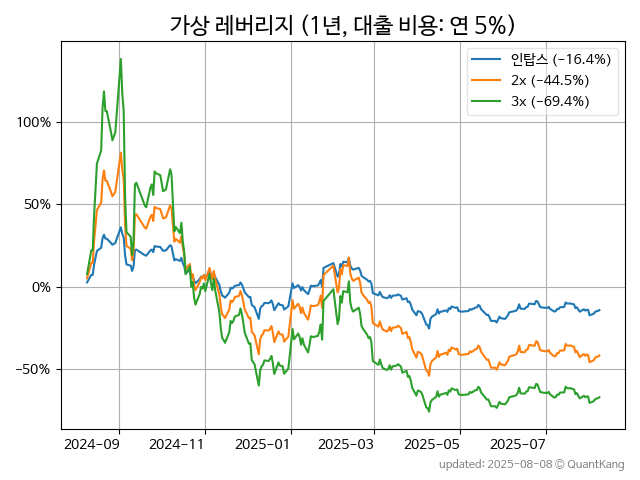 가상 레버리지 (1년, 대출 비용: 연 5%)
인탑스 (−16.4%)
2x (−44.5%)
3x (−69.4%)
100%
50%
0%
−50%
2024-09
2024-11
2025-01
2025-03
2025-05
2025-07
updated: 2025-08-08 © QuantKang